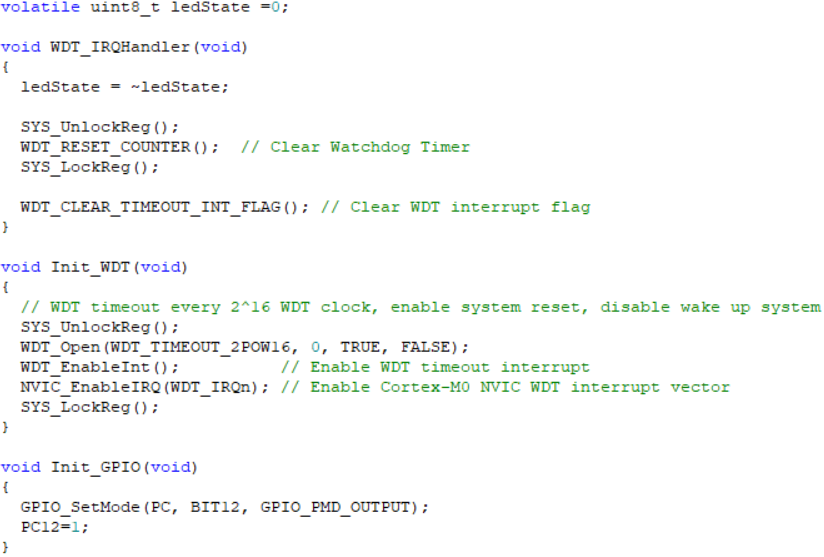 volatile uint8_t ledState =0;
void WDT_IRQHandler(void)
{
ledState = ~ledState;
SYS_UnlockReg();
WDT_RESET_COUNTER();  // Clear Watchdog Timer
SYS_LockReg();
WDT_CLEAR_TIMEOUT_INT_FLAG(); // Clear WDT interrupt flag
}
void Init_WDT(void)
{
// WDT timeout every 2^16 WDT clock, enable system reset, disable wake up system
SYS_UnlockReg();
WDT_Open(WDT_TIMEOUT_2POW16, 0, TRUE, FALSE);
WDT_EnableInt();          // Enable WDT timeout interrupt
NVIC_EnableIRQ(WDT_IRQn); // Enable Cortex-M0 NVIC WDT interrupt vector
SYS_LockReg();
}
void Init_GPIO(void)
{
GPIO_SetMode(PC, BIT12, GPIO_PMD_OUTPUT);
PC12=1;
}